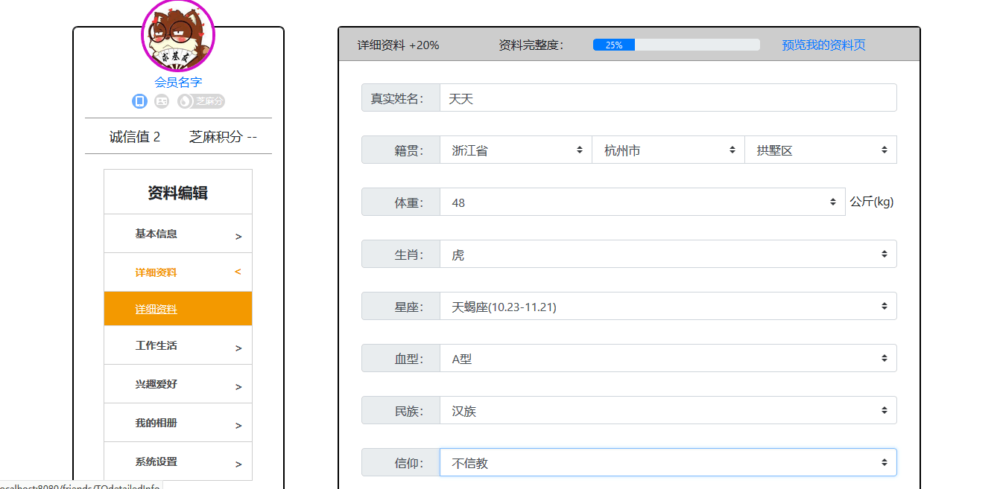 求基友
会员名字
芝麻分
诚信值 2 芝麻积分 --
资料编辑
基本信息 >
详细资料 <
详细资料
工作生活 >
兴趣爱好 >
我的相册 >
系统设置 >
localhost:8080/friends/TOdetailedInfo
详细资料 +20% 资料完整度： 25% 预览我的资料页
真实姓名： 天天
籍贯： 浙江省 杭州市 拱墅区
体重： 48 公斤(kg)
生肖： 虎
星座： 天蝎座(10.23-11.21)
血型： A型
民族： 汉族
信仰： 不信教